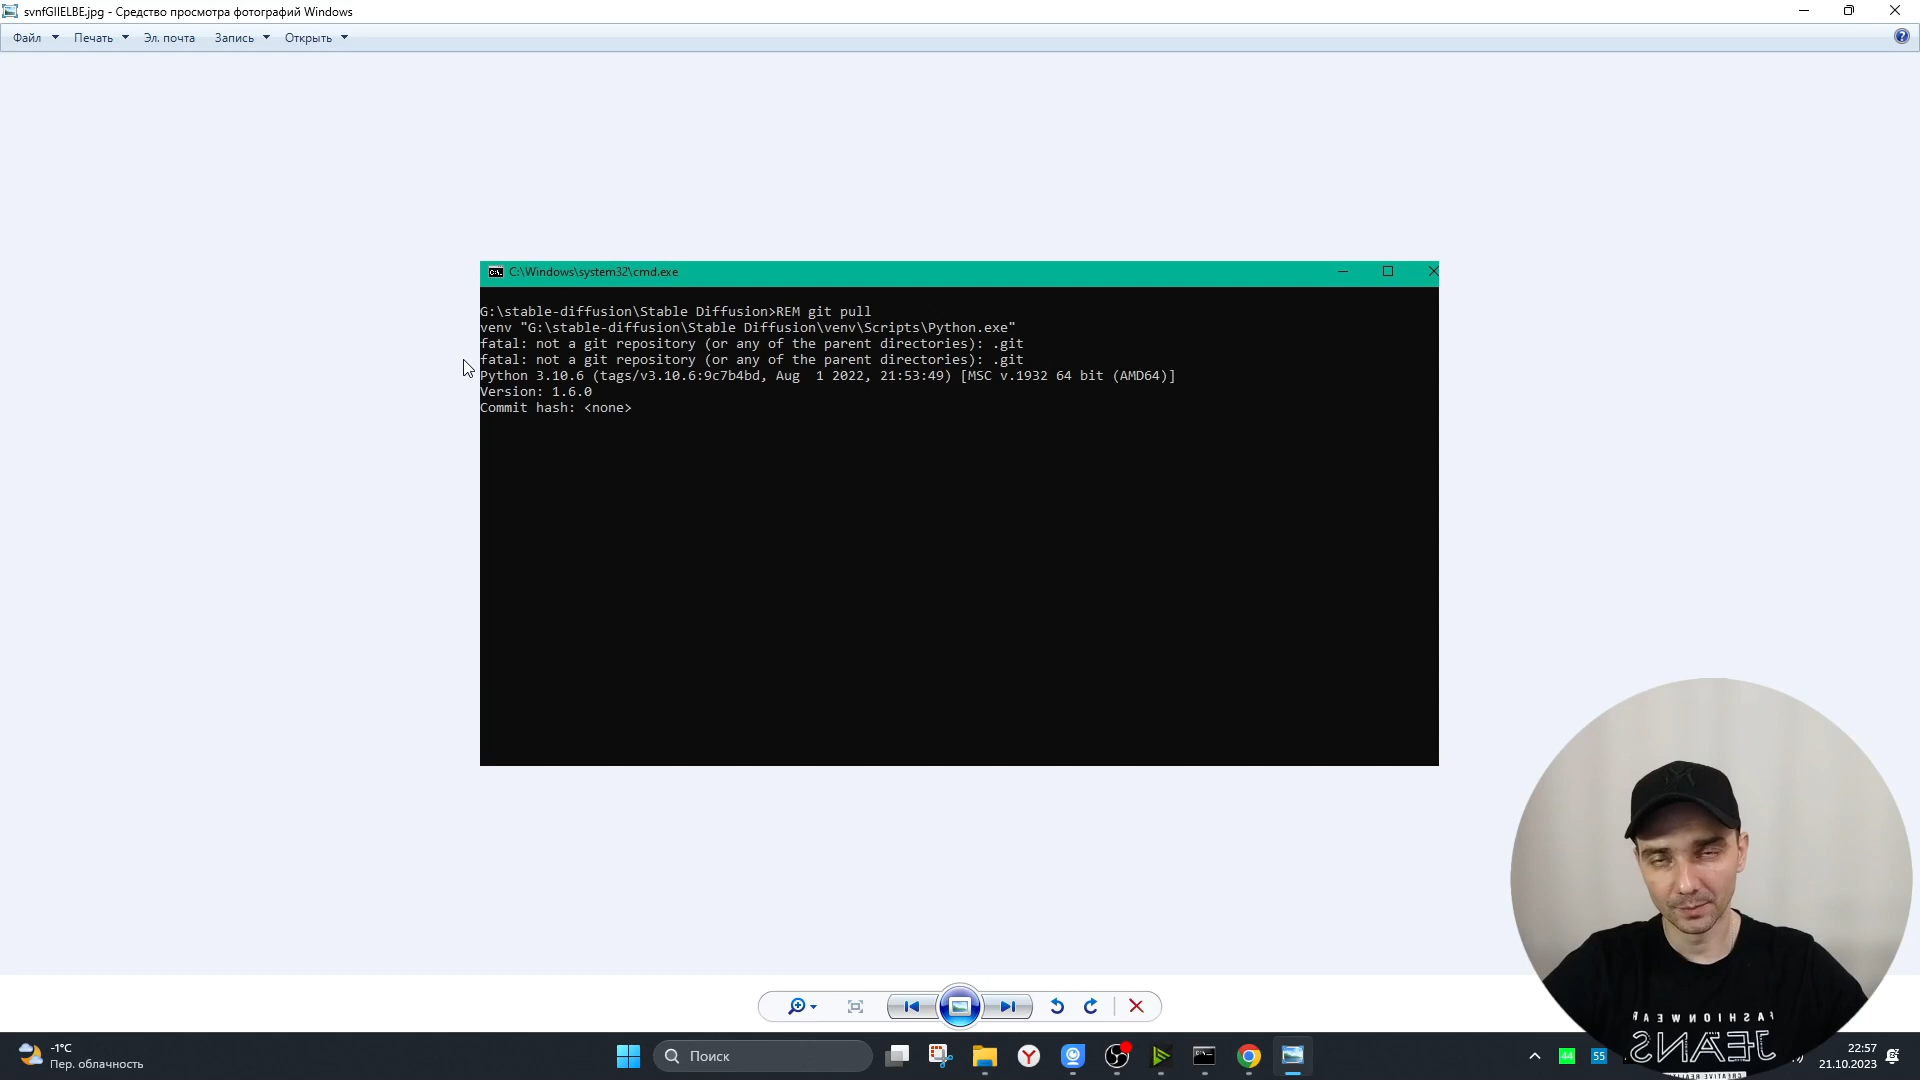 svnfGIIELBE.jpg - Средство просмотра фотографий Windows
Файл Печать Эл. почта Запись Открыть
C:\Windows\system32\cmd.exe
G:\stable-diffusion\Stable Diffusion>REM git pull
venv "G:\stable-diffusion\Stable Diffusion\venv\Scripts\Python.exe"
fatal: not a git repository (or any of the parent directories): .git
fatal: not a git repository (or any of the parent directories): .git
Python 3.10.6 (tags/v3.10.6:9c7b4bd, Aug  1 2022, 21:53:49) [MSC v.1932 64 bit (AMD64)]
Version: 1.6.0
Commit hash: <none>
FASHIONWEAR
JEANS
-1°C
Пер. облачность
Поиск
44
55
22:57
21.10.2023